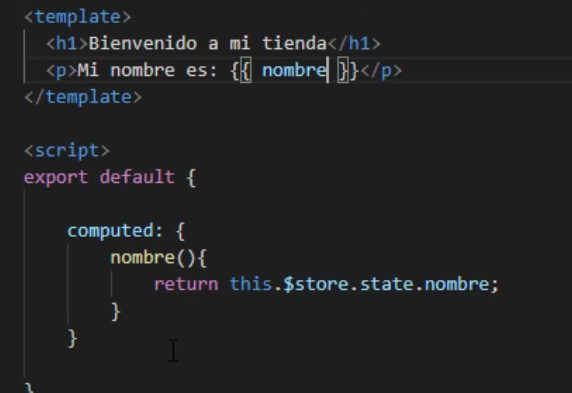 <template>
<h1>Bienvenido a mi tienda</h1>
<p>Mi nombre es: {{ nombre }}</p>
</template>
<script>
export default {
computed: {
nombre(){
return this.$store.state.nombre;
}
}
}